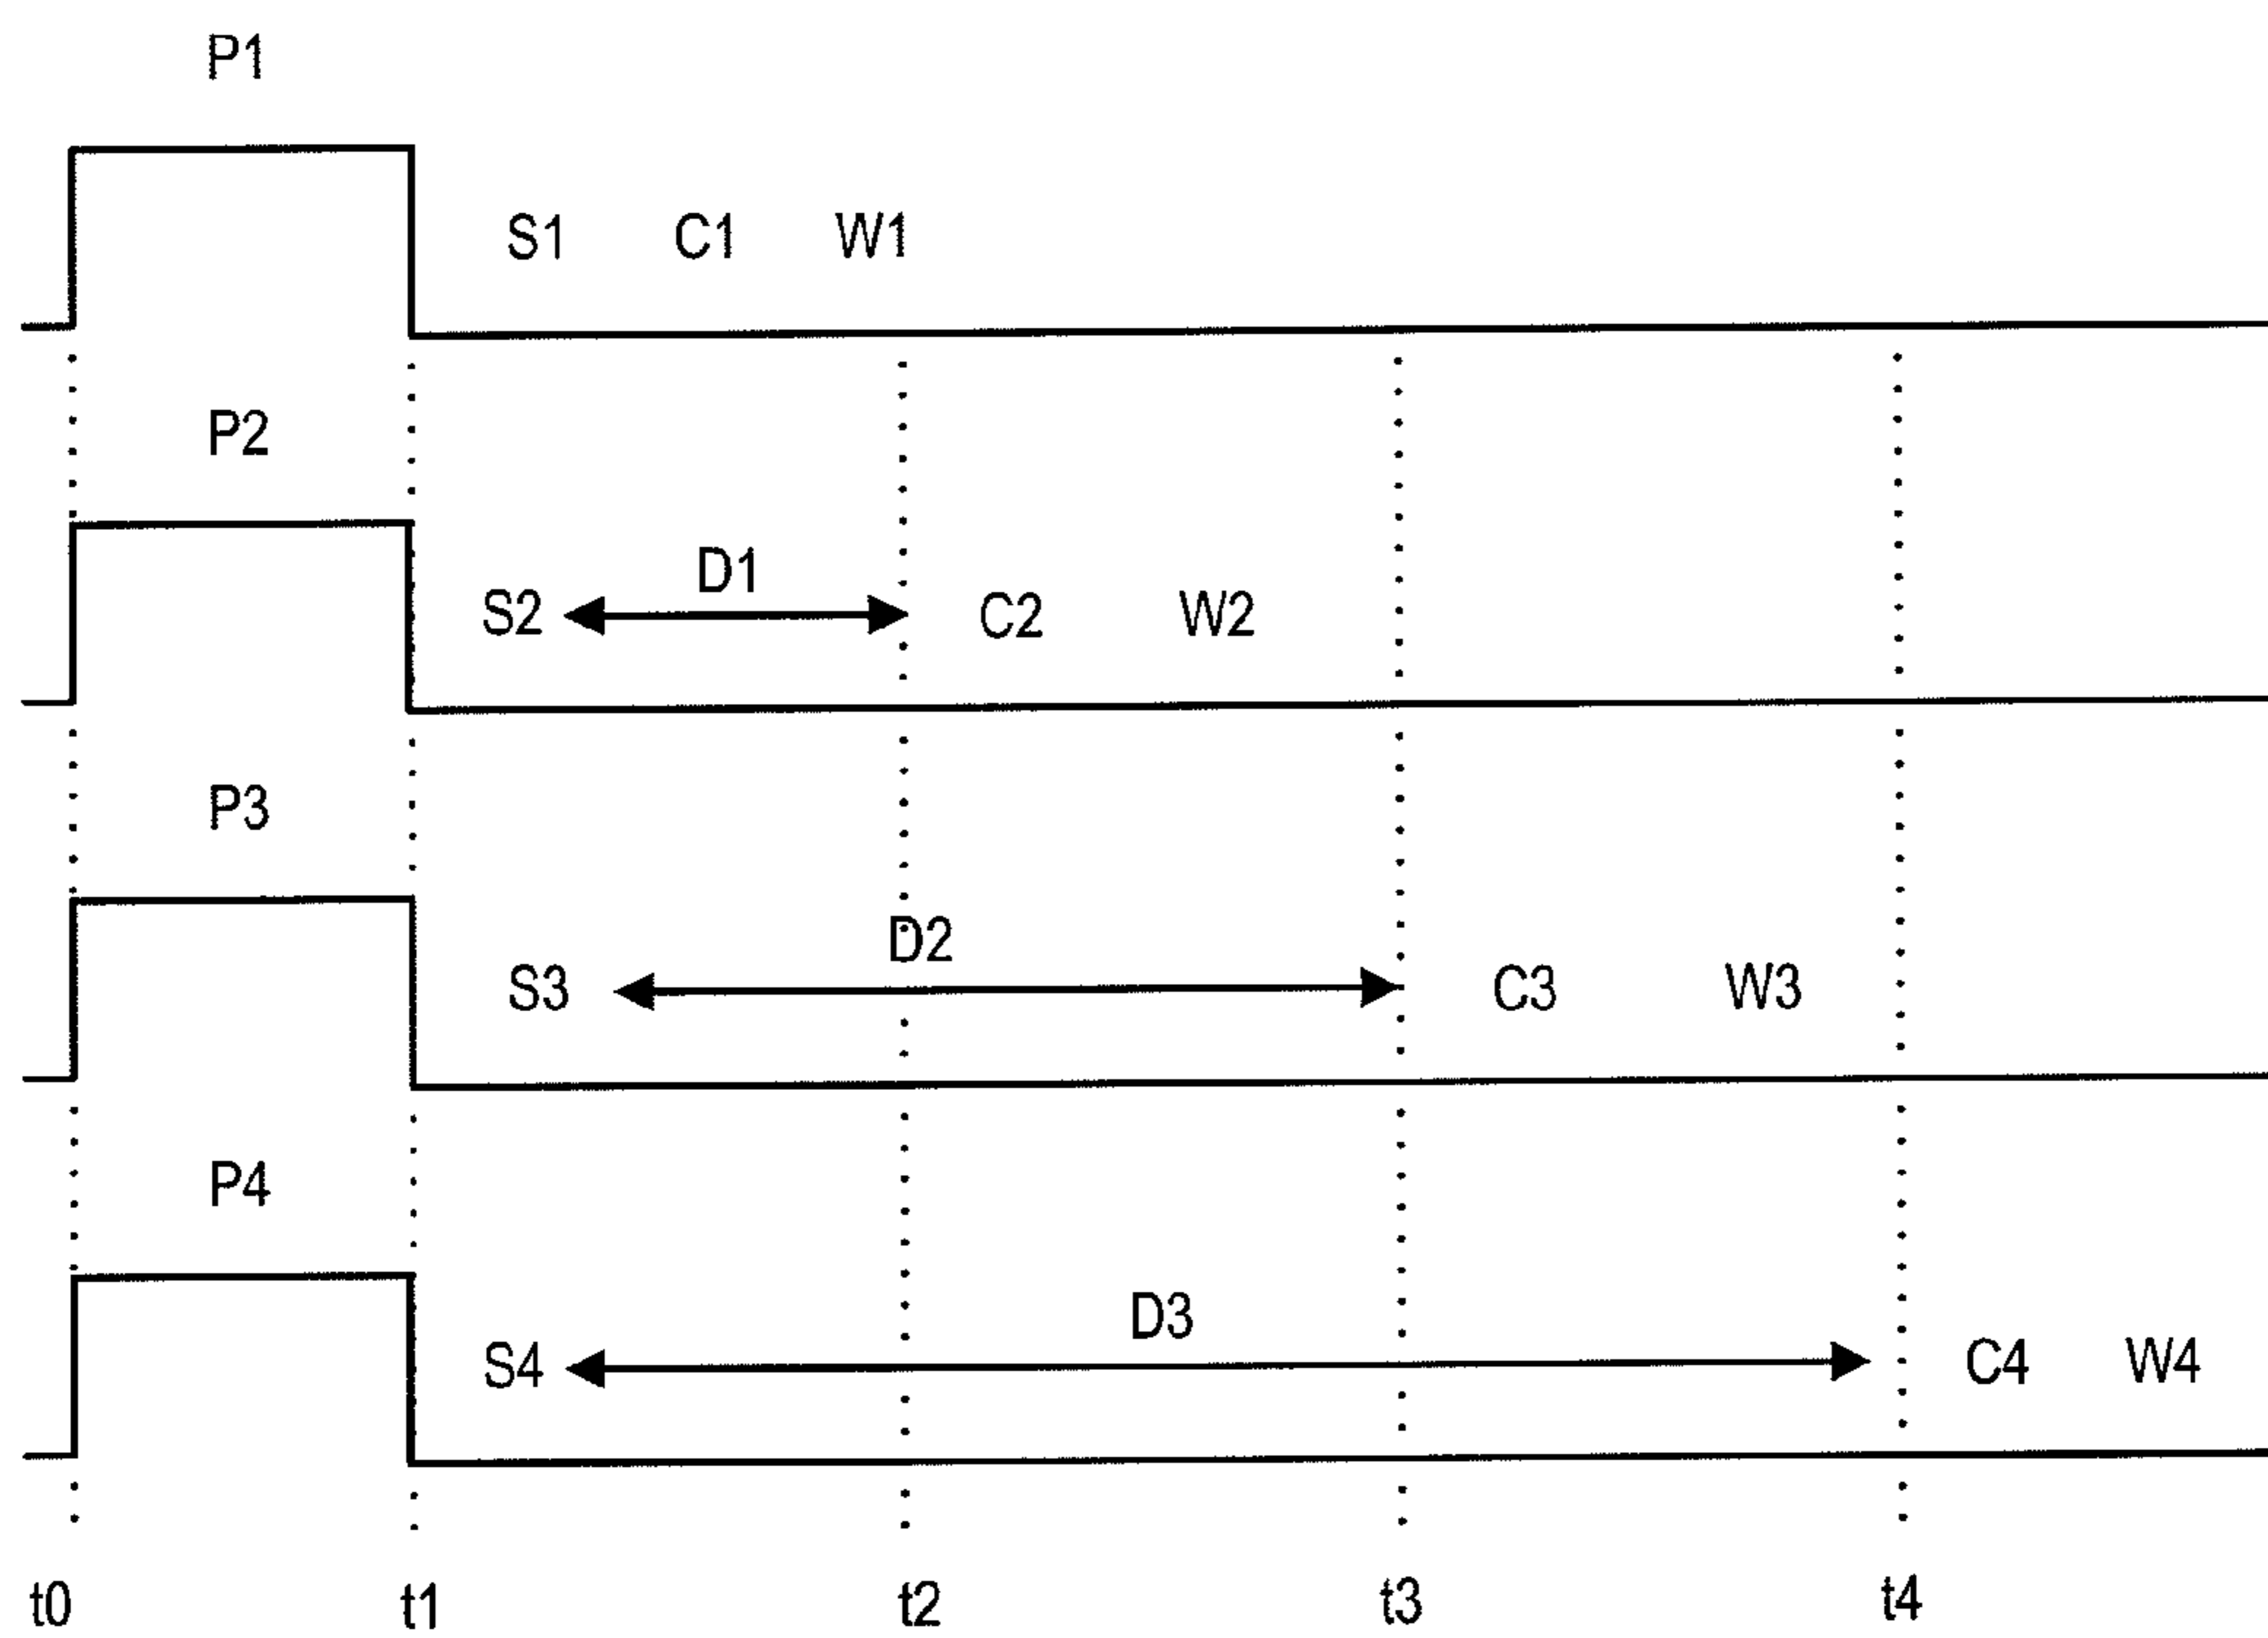 P1
S1 C1 W1
P2
D1
S2 C2 W2
P3
D2
S3 C3 W3
P4
D3
S4 C4 W4
t0 t1 t2 t3 t4